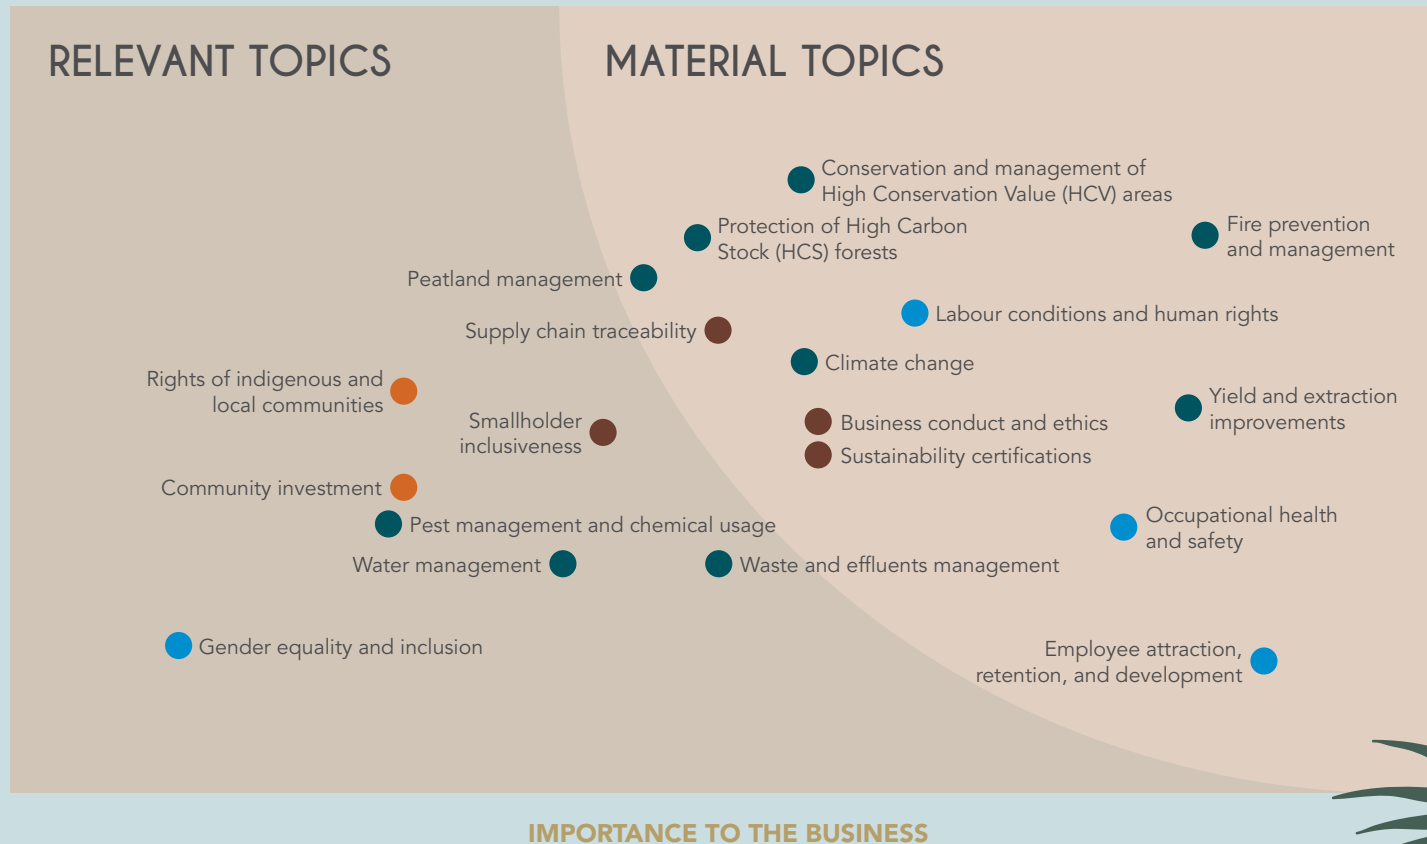 RELEVANT TOPICS
MATERIAL TOPICS
Conservation and management of
High Conservation Value (HCV) areas
Protection of High Carbon
Stock (HCS) forests
Fire prevention
and management
Peatland management
Labour conditions and human rights
Supply chain traceability
Climate change
Rights of indigenous and
local communities
Yield and extraction
improvements
Smallholder
inclusiveness
Business conduct and ethics
Sustainability certifications
Community investment
Pest management and chemical usage
Occupational health
and safety
Water management
Waste and effluents management
Gender equality and inclusion
Employee attraction,
retention, and development
IMPORTANCE TO THE BUSINESS